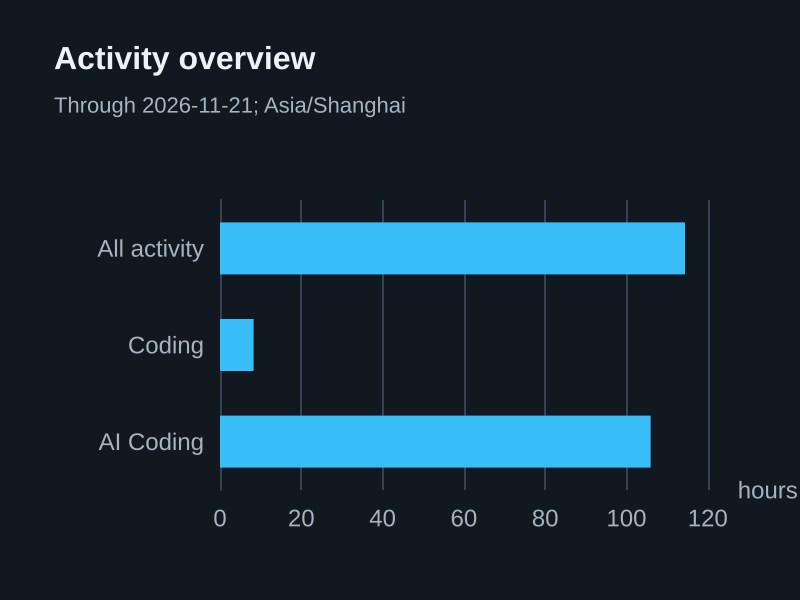 Activity overview
Through 2026-11-21; Asia/Shanghai
All activity
Coding
AI Coding
hours
0 20 40 60 80 100 120